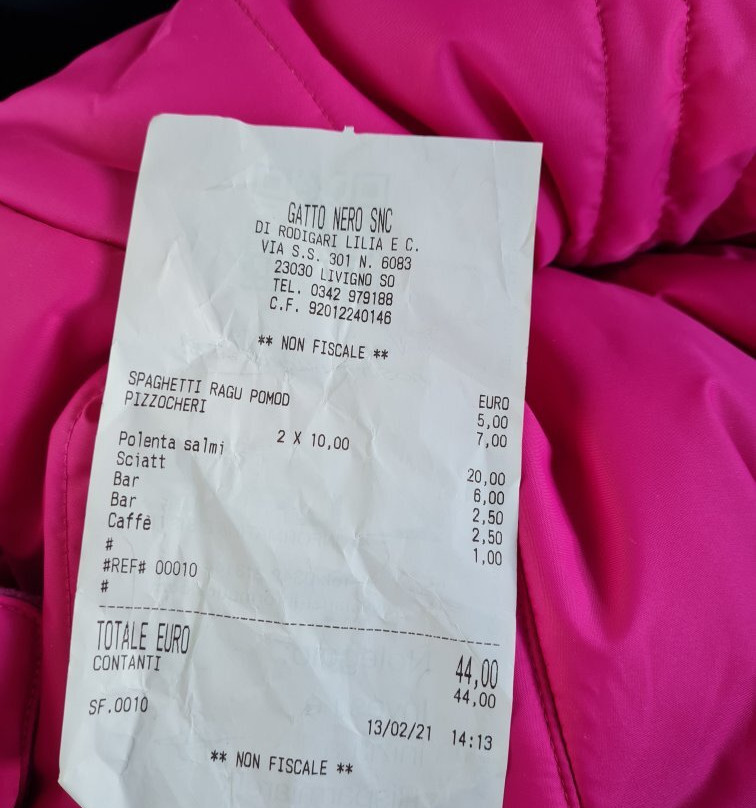 GATTO NERO SNC
DI RODIGARI LILIA E C.
VIA S.S. 301 N. 6083
23030 LIVIGNO SO
TEL. 0342 979188
C.F. 92012240146
** NON FISCALE **
EURO
SPAGHETTI RAGU POMOD 5,00
PIZZOCHERI 7,00
2 X 10,00
Polenta salmi 20,00
Sciatt 6,00
Bar 2,50
Bar 2,50
Caffè 1,00
#
#REF# 00010
#
TOTALE EURO 44,00
CONTANTI 44,00
SF.0010 13/02/21 14:13
** NON FISCALE **